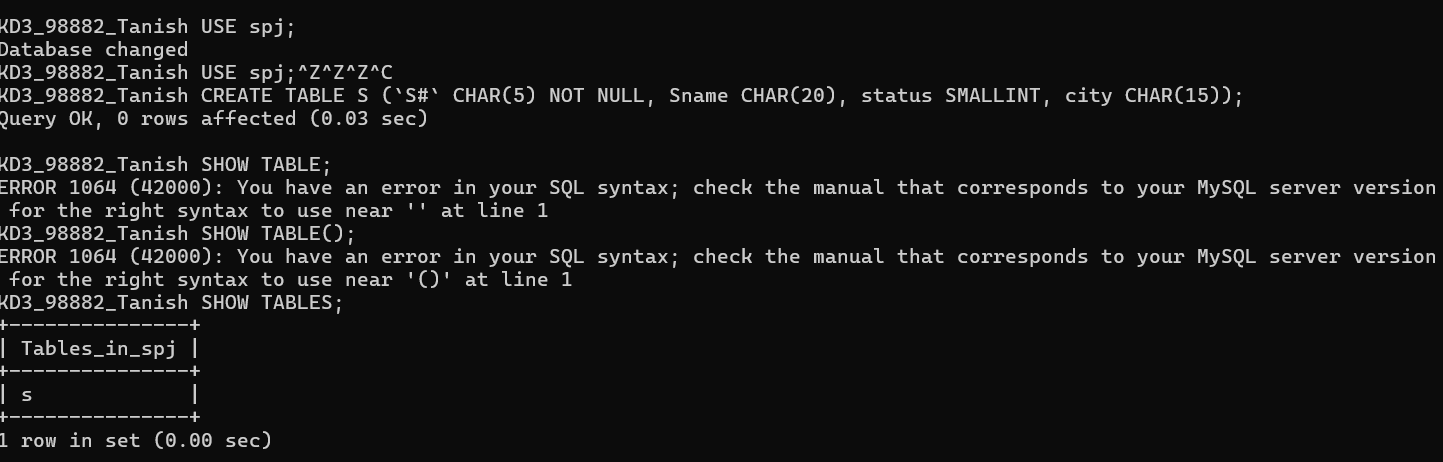 KD3_98882_Tanish USE spj;
Database changed
KD3_98882_Tanish USE spj;^Z^Z^Z^C
KD3_98882_Tanish CREATE TABLE S (`S#` CHAR(5) NOT NULL, Sname CHAR(20), status SMALLINT, city CHAR(15));
Query OK, 0 rows affected (0.03 sec)

KD3_98882_Tanish SHOW TABLE;
ERROR 1064 (42000): You have an error in your SQL syntax; check the manual that corresponds to your MySQL server version
 for the right syntax to use near '' at line 1
KD3_98882_Tanish SHOW TABLE();
ERROR 1064 (42000): You have an error in your SQL syntax; check the manual that corresponds to your MySQL server version
 for the right syntax to use near '()' at line 1
KD3_98882_Tanish SHOW TABLES;
+---------------+
| Tables_in_spj |
+---------------+
| s             |
+---------------+
1 row in set (0.00 sec)